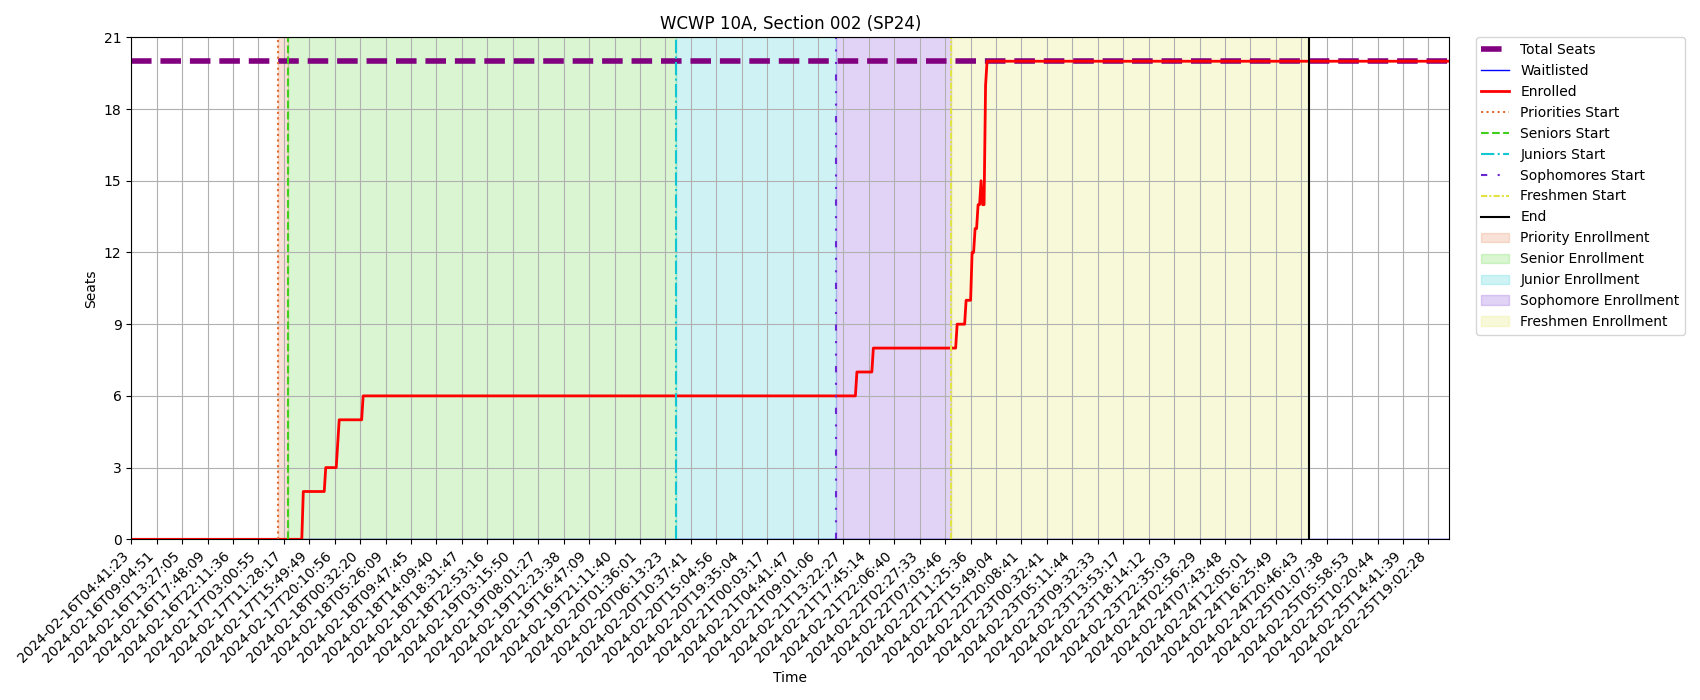 WCWP 10A, Section 002 (SP24)
21
18
15
12
9
6
3
0
Seats
2024-02-16T04:41:23
2024-02-16T09:04:51
2024-02-16T13:27:05
2024-02-16T17:48:09
2024-02-16T22:11:36
2024-02-17T03:00:55
2024-02-17T11:28:17
2024-02-17T15:49:49
2024-02-17T20:10:56
2024-02-18T00:32:20
2024-02-18T05:26:09
2024-02-18T09:47:45
2024-02-18T14:09:40
2024-02-18T18:31:47
2024-02-18T22:53:16
2024-02-19T03:15:50
2024-02-19T08:01:27
2024-02-19T12:23:38
2024-02-19T16:47:09
2024-02-19T21:11:40
2024-02-20T01:36:01
2024-02-20T06:13:23
2024-02-20T10:37:41
2024-02-20T15:04:56
2024-02-20T19:35:04
2024-02-21T00:03:17
2024-02-21T04:41:47
2024-02-21T09:01:06
2024-02-21T13:22:27
2024-02-21T17:45:14
2024-02-21T22:06:40
2024-02-22T02:27:33
2024-02-22T07:03:46
2024-02-22T11:25:36
2024-02-22T15:49:04
2024-02-22T20:08:41
2024-02-23T00:32:41
2024-02-23T05:11:44
2024-02-23T09:32:33
2024-02-23T13:53:17
2024-02-23T18:14:12
2024-02-23T22:35:03
2024-02-24T02:56:29
2024-02-24T07:43:48
2024-02-24T12:05:01
2024-02-24T16:25:49
2024-02-24T20:46:43
2024-02-25T01:07:38
2024-02-25T05:58:53
2024-02-25T10:20:44
2024-02-25T14:41:39
2024-02-25T19:02:28
Time
Total Seats
Waitlisted
Enrolled
Priorities Start
Seniors Start
Juniors Start
Sophomores Start
Freshmen Start
End
Priority Enrollment
Senior Enrollment
Junior Enrollment
Sophomore Enrollment
Freshmen Enrollment